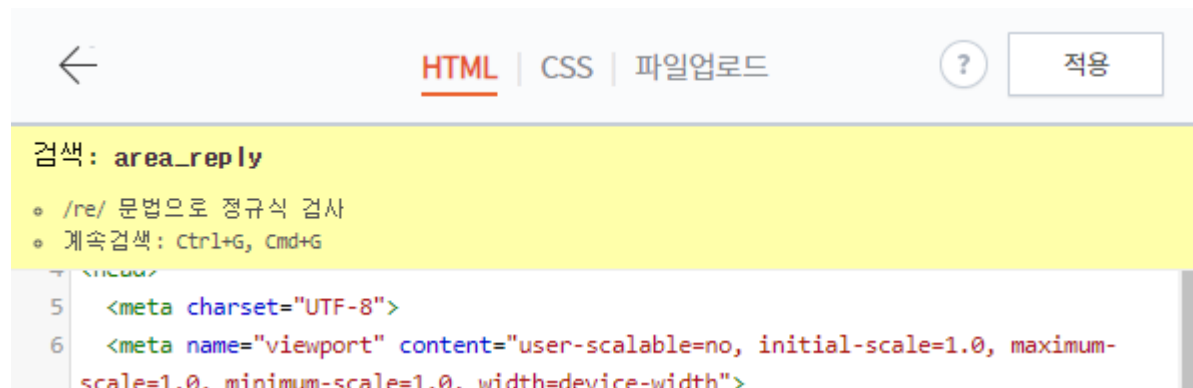 HTML | CSS | 파일업로드 ? 적용
검색: area_reply
/re/ 문법으로 정규식 검사
계속검색: Ctrl+G, Cmd+G
4 <head>
5 <meta charset="UTF-8">
6 <meta name="viewport" content="user-scalable=no, initial-scale=1.0, maximum-
scale=1.0, minimum-scale=1.0, width=device-width">